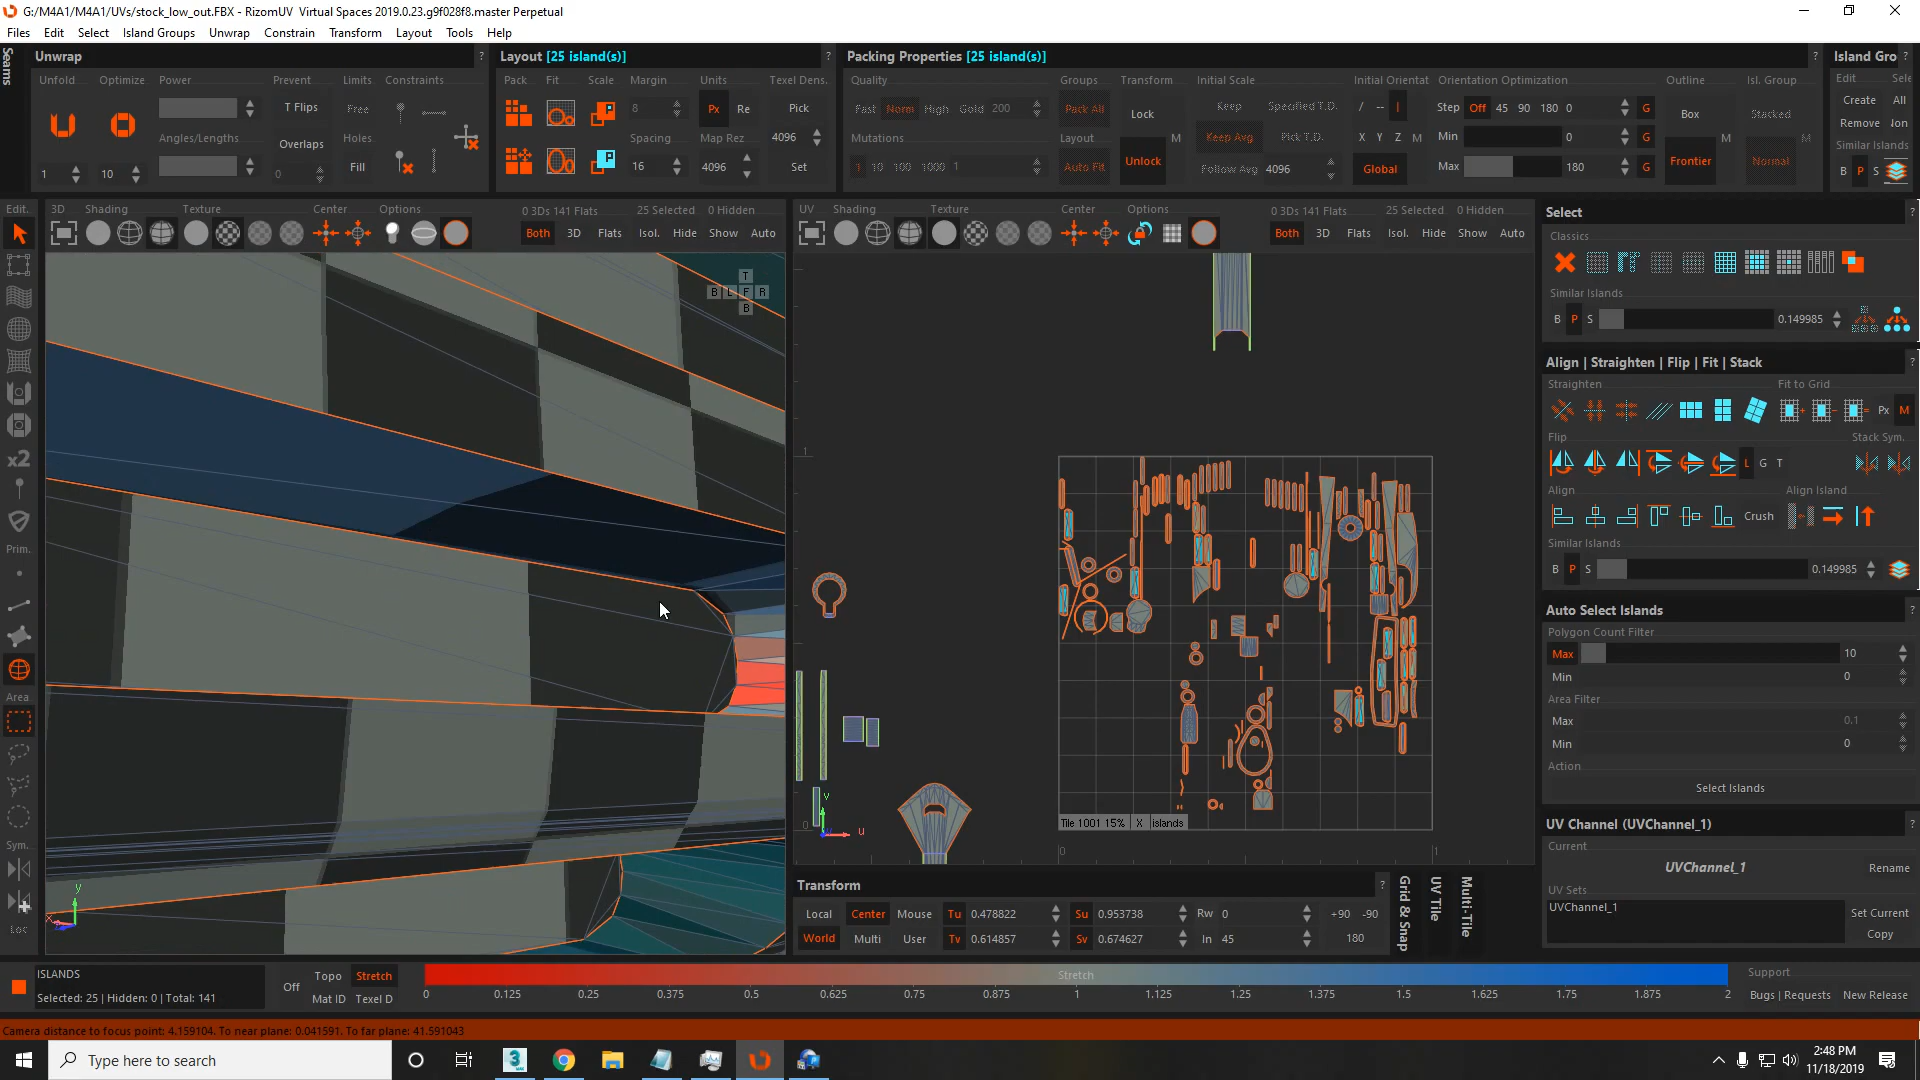 G:/M4A1/M4A1/UVs/stock_low_out.FBX - RizomUV  Virtual Spaces 2019.0.23.g9f028f8.master Perpetual
Files Edit Select Island Groups Unwrap Constrain Transform Layout Tools Help
Seams
Unwrap ?
Unfold Optimize Power Prevent Limits Constraints
T Flips Free
Angles/Lengths Overlaps Holes:
Fill
1 10 0
Layout [25 island(s)] ?
Pack Fit Scale Margin Units Texel Dens.
8 Px Re Pick
Spacing Map Rez 4096
16 4096 Set
Packing Properties [25 island(s)] ?
Quality Groups Transform Initial Scale Initial Orientat Orientation Optimization Outline Isl. Group
Fast Norm High Gold 200 Pack All Lock Keep Specified T.D. / -- | Step Off 45 90 180 0 G Box Stacked
Mutations Layout M Keep Avg Pick T.D. X Y Z M Min 0 G M M
1 10 100 1000 1 Auto Fit Unlock Follow Avg 4096 Global Max 180 G Frontier Normal
Island Gro ?
Edit Sele
Create All
Remove Non
Similar Islands
B P S
Edit.
3D Shading Texture Center Options 0 3Ds 141 Flats 25 Selected 0 Hidden
Both 3D Flats Isol. Hide Show Auto
UV Shading Texture Center Options 0 3Ds 141 Flats 25 Selected 0 Hidden
Both 3D Flats Isol. Hide Show Auto
T
B L F R
B
x2
Prim.
Area
Sym.
Loc
y
x
1
0
v
u
Tile 1001 15% X islands
0 1
Select ?
Classics
Similar Islands
B P S 0.149985
Align | Straighten | Flip | Fit | Stack ?
Straighten Fit to Grid
Px M
Flip Stack Sym.
L G T
Align Align Island
Crush
Similar Islands
B P S 0.149985
Auto Select Islands ?
Polygon Count Filter
Max 10
Min 0
Area Filter
Max 0.1
Min 0
Action
Select Islands
UV Channel (UVChannel_1) ?
Current
UVChannel_1 Rename
UV Sets
UVChannel_1
Set Current
Copy
Transform ?
Local Center Mouse Tu 0.478822 Su 0.953738 Rw 0 +90 -90
World Multi User Tv 0.614857 Sv 0.674627 In 45 180
Grid & Snap
UV Tile
Multi-Tile
ISLANDS
Selected: 25 | Hidden: 0 | Total: 141
Off Topo Stretch
Mat ID Texel D
Stretch
0 0.125 0.25 0.375 0.5 0.625 0.75 0.875 1 1.125 1.25 1.375 1.5 1.625 1.75 1.875 2
Support
Bugs | Requests New Release
Camera distance to focus point: 4.159104. To near plane: 0.041591. To far plane: 41.591043
Type here to search
3
2:48 PM
11/18/2019